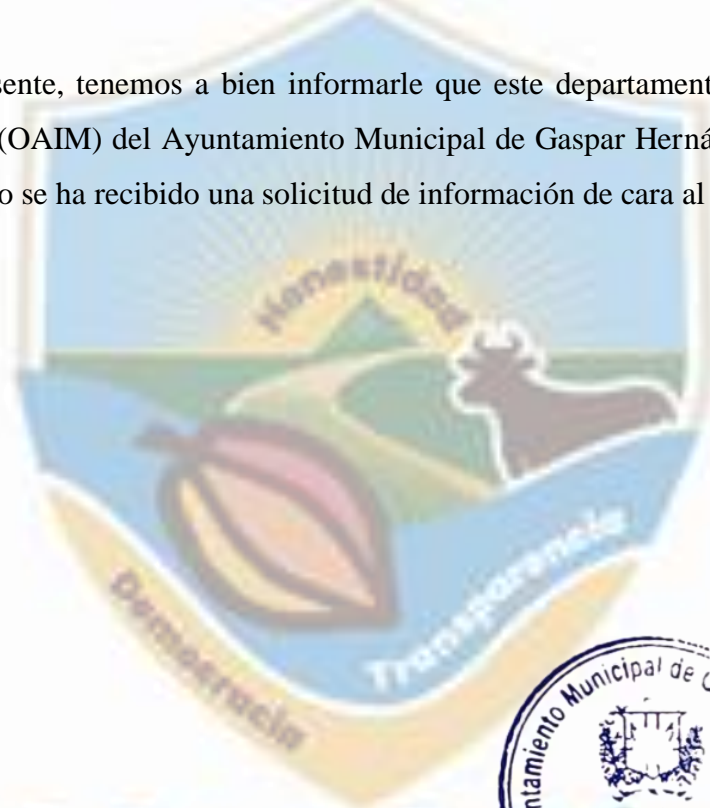 sente, tenemos a bien informarle que este departament
(OAIM) del Ayuntamiento Municipal de Gaspar Herná
o se ha recibido una solicitud de información de cara al
Honestidad
Transparencia
Democracia
ntamiento Municipal de